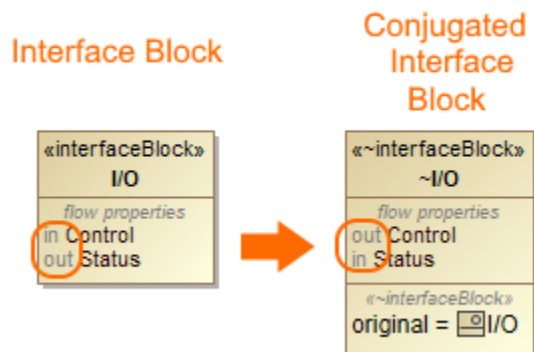 Interface Block
Conjugated
Interface
Block
«interfaceBlock»
I/O
flow properties
in Control
out Status
«~interfaceBlock»
~I/O
flow properties
out Control
in Status
«~interfaceBlock»
original = I/O